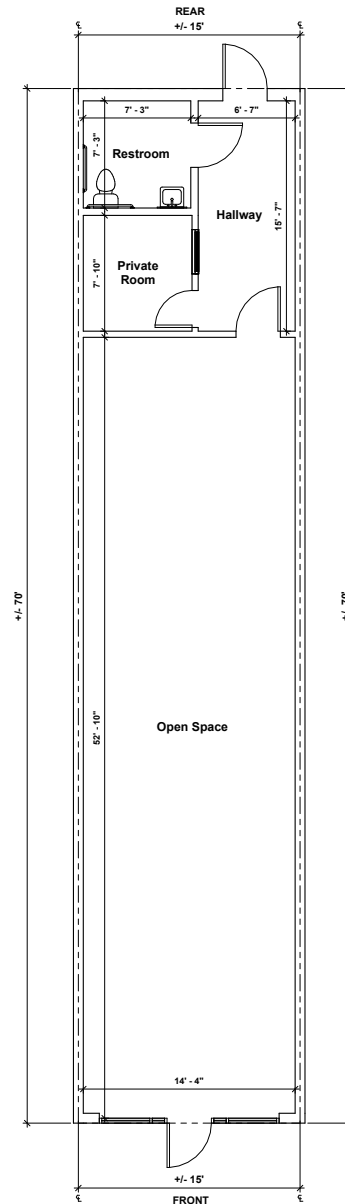 REAR
℄ +/- 15' ℄
7' - 3" 6' - 7"
7' - 3"
Restroom
Hallway
15' - 7"
Private
Room
7' - 10"
+/- 70'
+/- 70'
52' - 10"
Open Space
14' - 4"
+/- 15'
℄ FRONT ℄